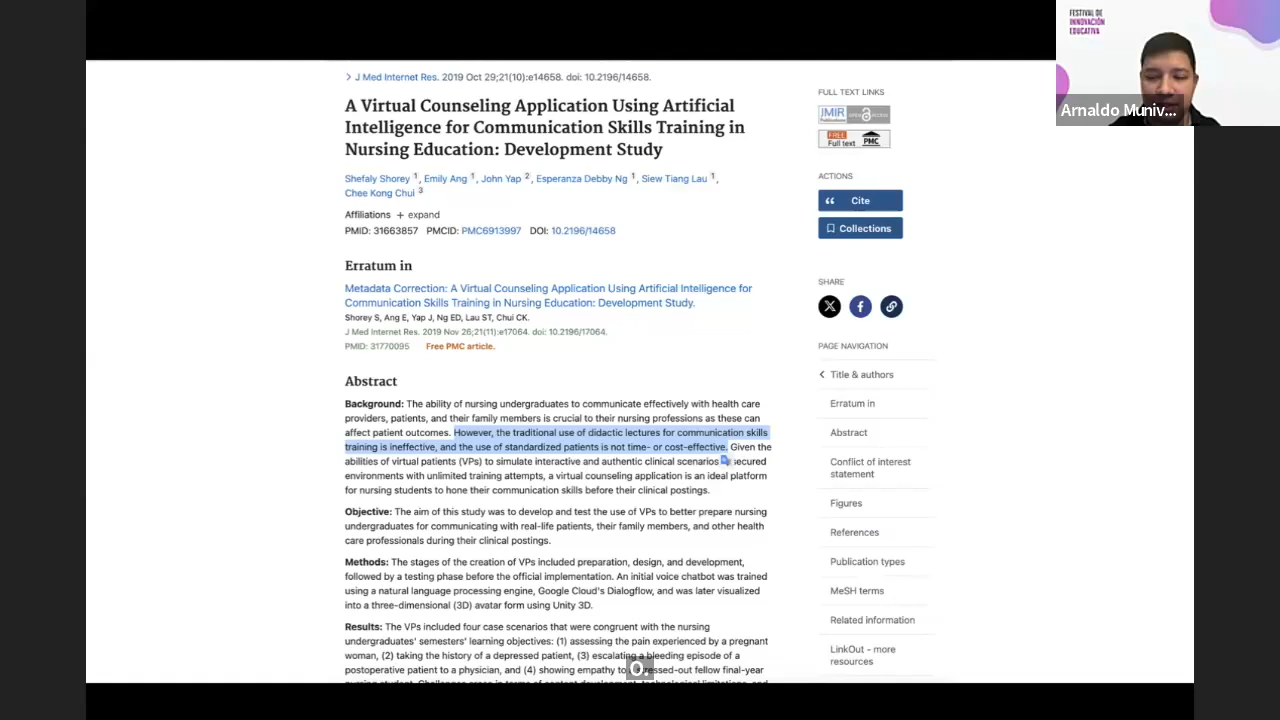 J Med Internet Res. 2019 Oct 29;21(10):e14658. doi: 10.2196/14658.
A Virtual Counseling Application Using Artificial
Intelligence for Communication Skills Training in
Nursing Education: Development Study
Shefaly Shorey 1, Emily Ang 1, John Yap 2, Esperanza Debby Ng 1, Siew Tiang Lau 1,
Chee Kong Chui 3
Affiliations + expand
PMID: 31663857 PMCID: PMC6913997 DOI: 10.2196/14658
Erratum in
Metadata Correction: A Virtual Counseling Application Using Artificial Intelligence for
Communication Skills Training in Nursing Education: Development Study.
Shorey S, Ang E, Yap J, Ng ED, Lau ST, Chui CK.
J Med Internet Res. 2019 Nov 26;21(11):e17064. doi: 10.2196/17064.
PMID: 31770095 Free PMC article.
Abstract
Background: The ability of nursing undergraduates to communicate effectively with health care
providers, patients, and their family members is crucial to their nursing professions as these can
affect patient outcomes. However, the traditional use of didactic lectures for communication skills
training is ineffective, and the use of standardized patients is not time- or cost-effective. Given the
abilities of virtual patients (VPs) to simulate interactive and authentic clinical scenarios secured
environments with unlimited training attempts, a virtual counseling application is an ideal platform
for nursing students to hone their communication skills before their clinical postings.
Objective: The aim of this study was to develop and test the use of VPs to better prepare nursing
undergraduates for communicating with real-life patients, their family members, and other health
care professionals during their clinical postings.
Methods: The stages of the creation of VPs included preparation, design, and development,
followed by a testing phase before the official implementation. An initial voice chatbot was trained
using a natural language processing engine, Google Cloud's Dialogflow, and was later visualized
into a three-dimensional (3D) avatar form using Unity 3D.
Results: The VPs included four case scenarios that were congruent with the nursing
undergraduates' semesters' learning objectives: (1) assessing the pain experienced by a pregnant
woman, (2) taking the history of a depressed patient, (3) escalating a bleeding episode of a
postoperative patient to a physician, and (4) showing empathy to
fellow final-year
O.
FULL TEXT LINKS
JMIR Publications OPEN ACCESS
FREE Full text PMC
ACTIONS
Cite
Collections
SHARE
PAGE NAVIGATION
Title & authors
Erratum in
Abstract
Conflict of interest
statement
Figures
References
Publication types
MeSH terms
Related information
LinkOut - more
resources
FESTIVAL DE
INNOVACIÓN
EDUCATIVA
Arnaldo Muniv...